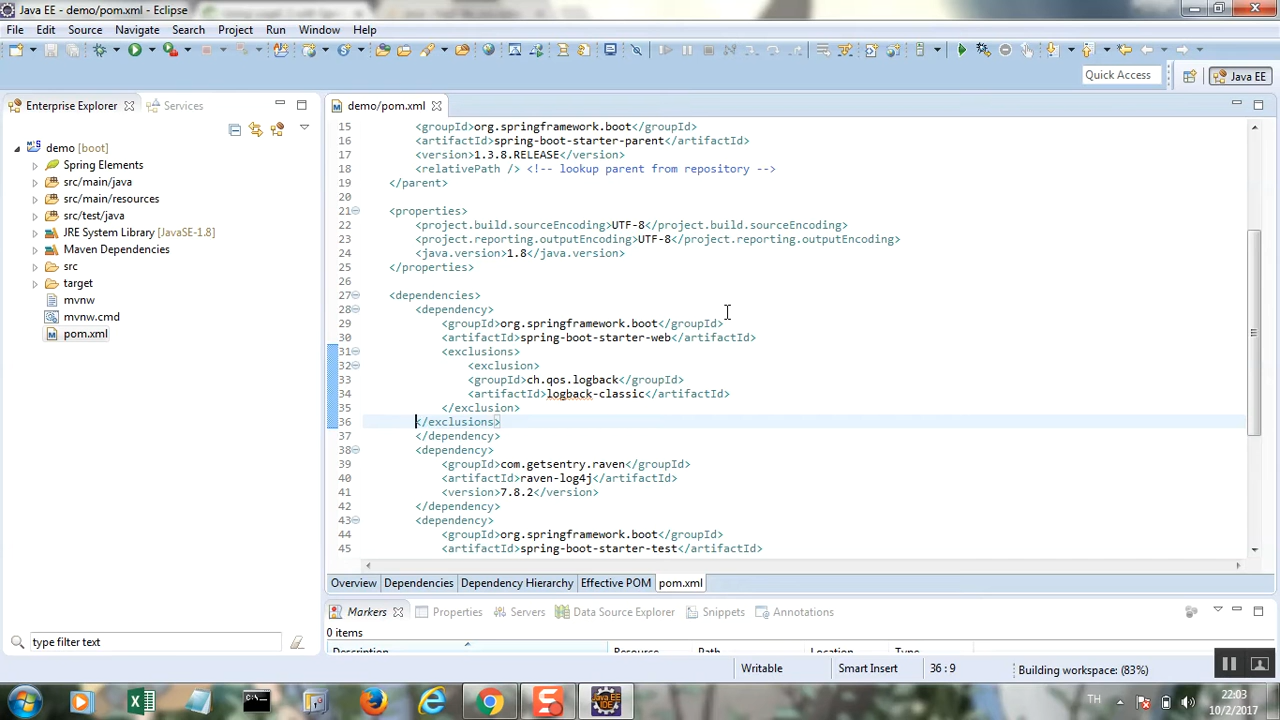 Java EE - demo/pom.xml - Eclipse
File Edit Source Navigate Search Project Run Window Help
Quick Access
Java EE
Enterprise Explorer
Services
demo/pom.xml
demo [boot]
Spring Elements
src/main/java
src/main/resources
src/test/java
JRE System Library [JavaSE-1.8]
Maven Dependencies
src
target
mvnw
mvnw.cmd
pom.xml
type filter text
15 <groupId>org.springframework.boot</groupId>
16 <artifactId>spring-boot-starter-parent</artifactId>
17 <version>1.3.8.RELEASE</version>
18 <relativePath /> <!-- lookup parent from repository -->
19 </parent>
20
21 <properties>
22 <project.build.sourceEncoding>UTF-8</project.build.sourceEncoding>
23 <project.reporting.outputEncoding>UTF-8</project.reporting.outputEncoding>
24 <java.version>1.8</java.version>
25 </properties>
26
27 <dependencies>
28 <dependency>
29 <groupId>org.springframework.boot</groupId>
30 <artifactId>spring-boot-starter-web</artifactId>
31 <exclusions>
32 <exclusion>
33 <groupId>ch.qos.logback</groupId>
34 <artifactId>logback-classic</artifactId>
35 </exclusion>
36 </exclusions>
37 </dependency>
38 <dependency>
39 <groupId>com.getsentry.raven</groupId>
40 <artifactId>raven-log4j</artifactId>
41 <version>7.8.2</version>
42 </dependency>
43 <dependency>
44 <groupId>org.springframework.boot</groupId>
45 <artifactId>spring-boot-starter-test</artifactId>
Overview Dependencies Dependency Hierarchy Effective POM pom.xml
Markers Properties Servers Data Source Explorer Snippets Annotations
0 items
Description Resource Path Location Type
Writable Smart Insert 36 : 9 Building workspace: (83%)
TH
22:03
10/2/2017